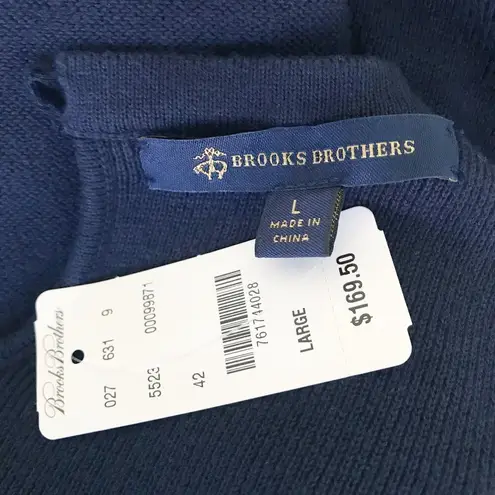 BROOKS BROTHERS
L
MADE IN
CHINA
Brooks Brothers
027 631 9
5523 00099871
42
761744028
LARGE
$169.50